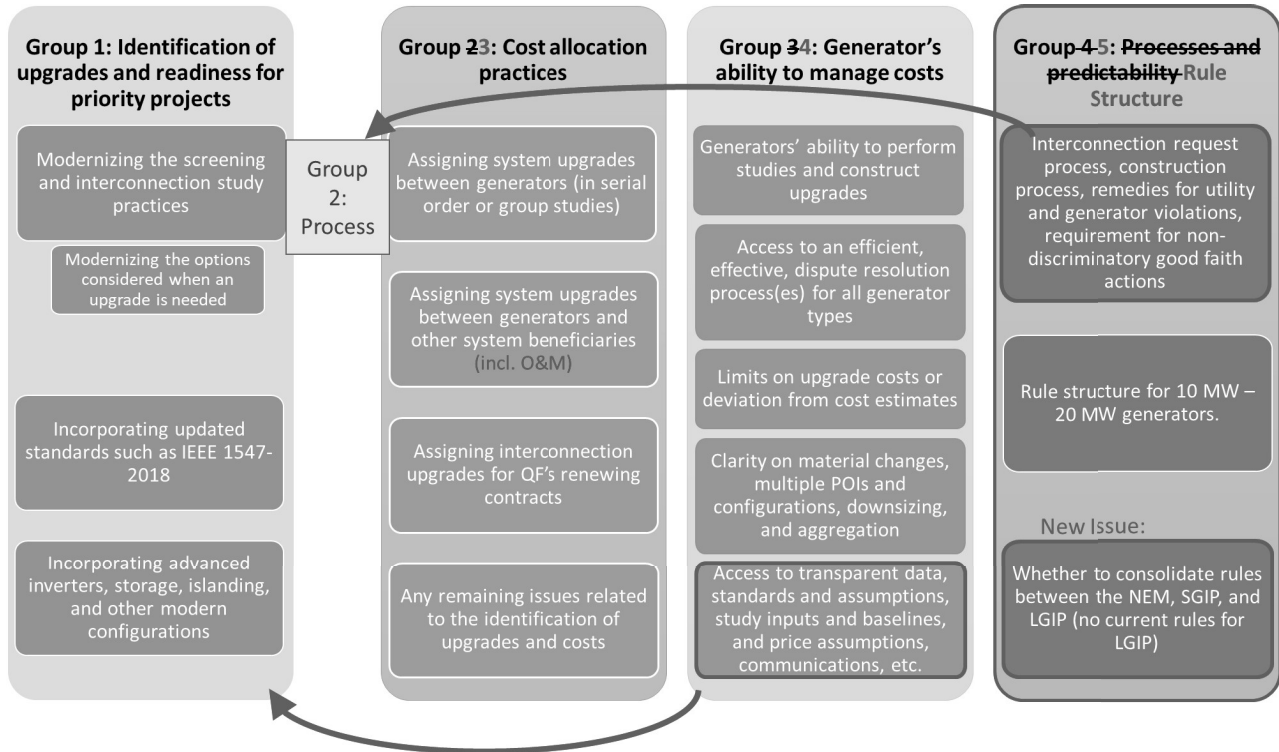 Group 1: Identification of
upgrades and readiness for
priority projects
Modernizing the screening
and interconnection study
practices
Modernizing the options
considered when an
upgrade is needed
Incorporating updated
standards such as IEEE 1547-
2018
Incorporating advanced
inverters, storage, islanding,
and other modern
configurations
Group
2:
Process
Group 23: Cost allocation
practices
Assigning system upgrades
between generators (in serial
order or group studies)
Assigning system upgrades
between generators and
other system beneficiaries
(incl. O&M)
Assigning interconnection
upgrades for QF's renewing
contracts
Any remaining issues related
to the identification of
upgrades and costs
Group 34: Generator's
ability to manage costs
Generators' ability to perform
studies and construct
upgrades
Access to an efficient,
effective, dispute resolution
process(es) for all generator
types
Limits on upgrade costs or
deviation from cost estimates
Clarity on material changes,
multiple POIs and
configurations, downsizing,
and aggregation
Access to transparent data,
standards and assumptions,
study inputs and baselines,
and price assumptions,
communications, etc.
Group 4 5: Processes and
predictability Rule
Structure
Interconnection request
process, construction
process, remedies for utility
and generator violations,
requirement for non-
discriminatory good faith
actions
Rule structure for 10 MW –
20 MW generators.
New Issue:
Whether to consolidate rules
between the NEM, SGIP, and
LGIP (no current rules for
LGIP)